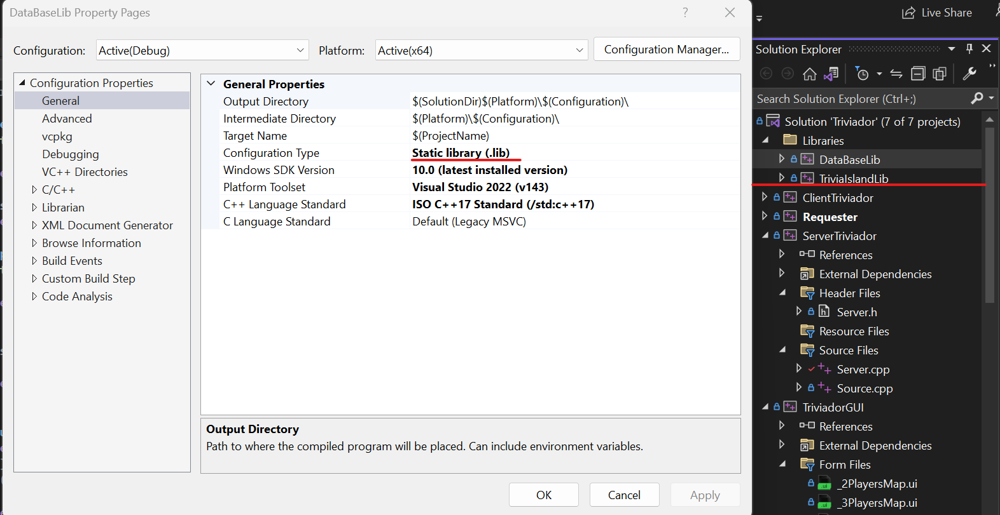 DataBaseLib Property Pages
Configuration:
Active(Debug)
Platform:
Active(x64)
Configuration Manager...
Configuration Properties
General
Advanced
vcpkg
Debugging
VC++ Directories
C/C++
Librarian
XML Document Generator
Browse Information
Build Events
Custom Build Step
Code Analysis
General Properties
Output Directory $(SolutionDir)$(Platform)\$(Configuration)\
Intermediate Directory $(Platform)\$(Configuration)\
Target Name $(ProjectName)
Configuration Type Static library (.lib)
Windows SDK Version 10.0 (latest installed version)
Platform Toolset Visual Studio 2022 (v143)
C++ Language Standard ISO C++17 Standard (/std:c++17)
C Language Standard Default (Legacy MSVC)
Output Directory
Path to where the compiled program will be placed. Can include environment variables.
OK
Cancel
Apply
Live Share
Solution Explorer
Search Solution Explorer (Ctrl+;)
Solution 'Triviador' (7 of 7 projects)
Libraries
DataBaseLib
TriviaIslandLib
ClientTriviador
Requester
ServerTriviador
References
External Dependencies
Header Files
Server.h
Resource Files
Source Files
Server.cpp
Source.cpp
TriviadorGUI
References
External Dependencies
Form Files
_2PlayersMap.ui
_3PlayersMap.ui